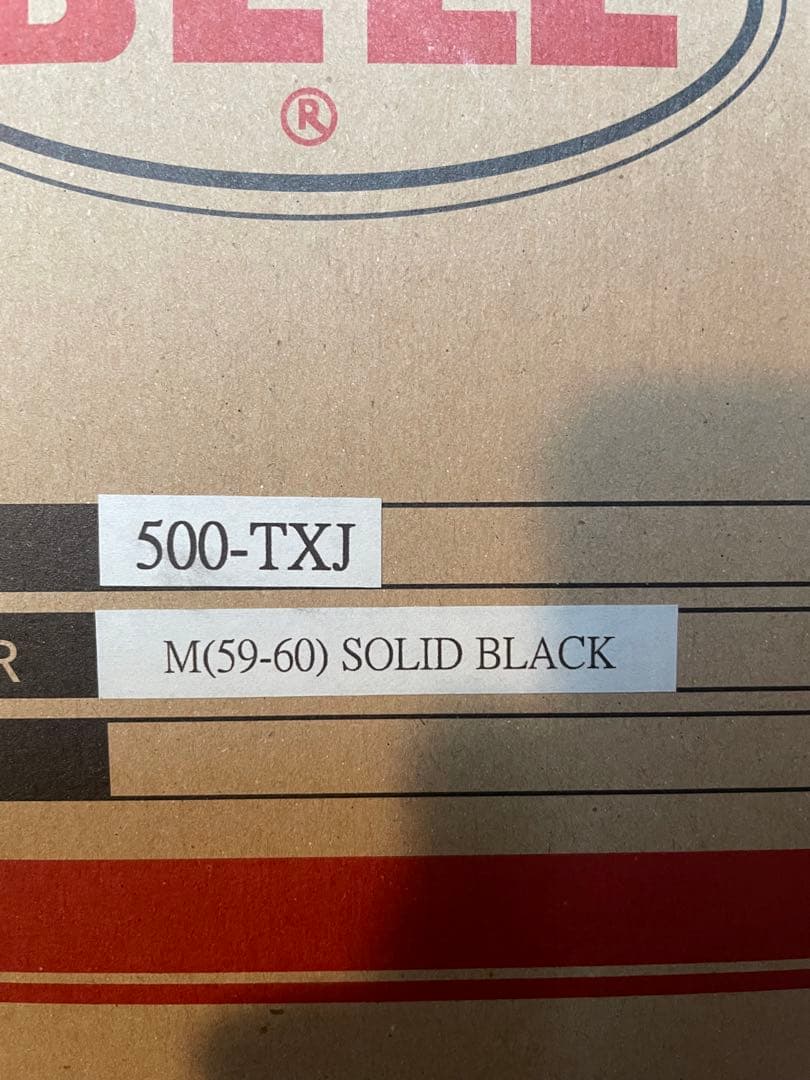 BELL
®
500-TXJ
R
M(59-60) SOLID BLACK